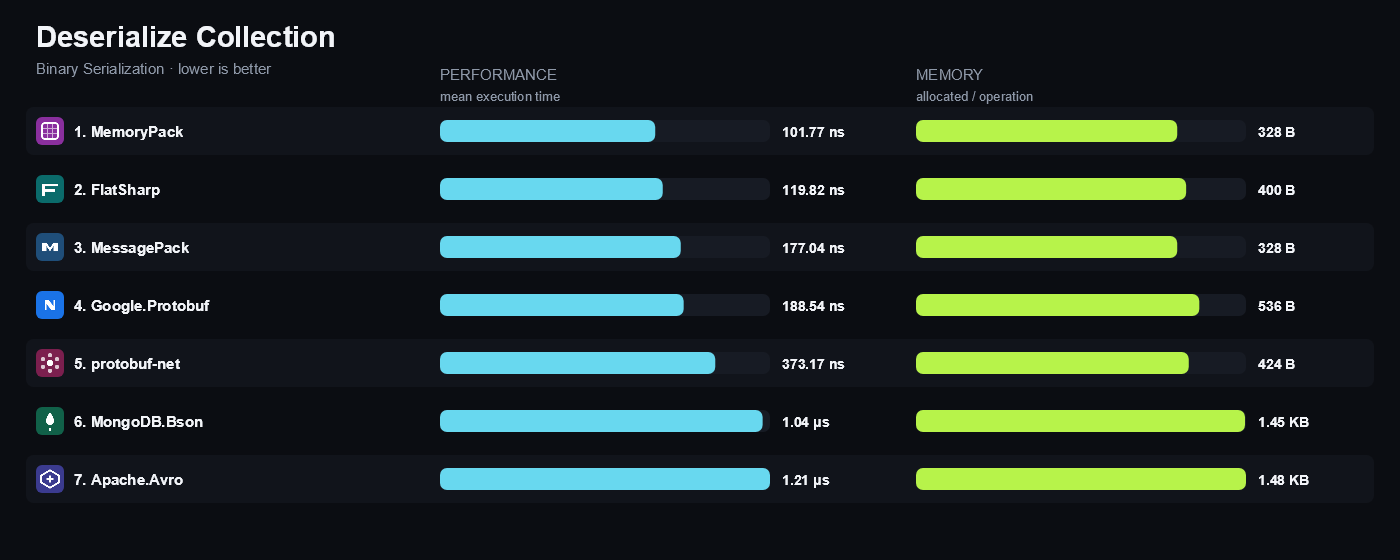 Deserialize Collection
Binary Serialization · lower is better
PERFORMANCE
mean execution time
MEMORY
allocated / operation
1. MemoryPack 101.77 ns 328 B
2. FlatSharp 119.82 ns 400 B
3. MessagePack 177.04 ns 328 B
4. Google.Protobuf 188.54 ns 536 B
5. protobuf-net 373.17 ns 424 B
6. MongoDB.Bson 1.04 µs 1.45 KB
7. Apache.Avro 1.21 µs 1.48 KB